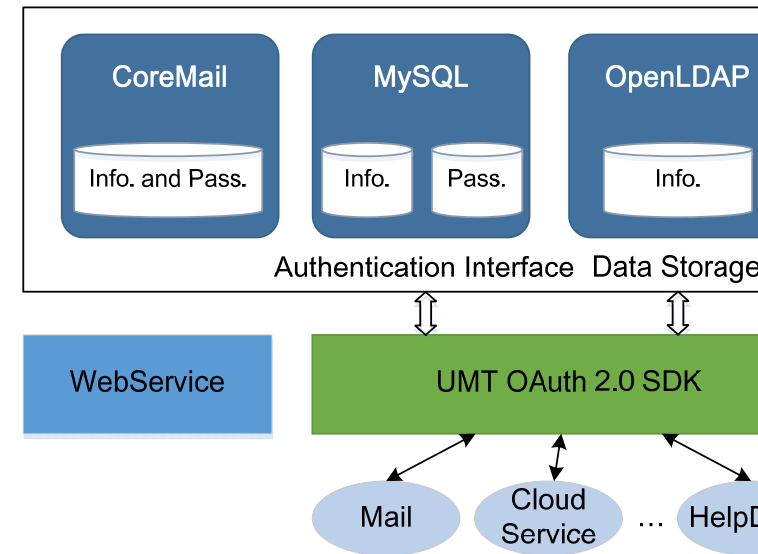 CoreMail
MySQL
OpenLDAP
Info. and Pass.
Info.
Pass.
Info.
Authentication Interface
Data Storage
WebService
UMT OAuth 2.0 SDK
Mail
Cloud
Service
...
HelpD